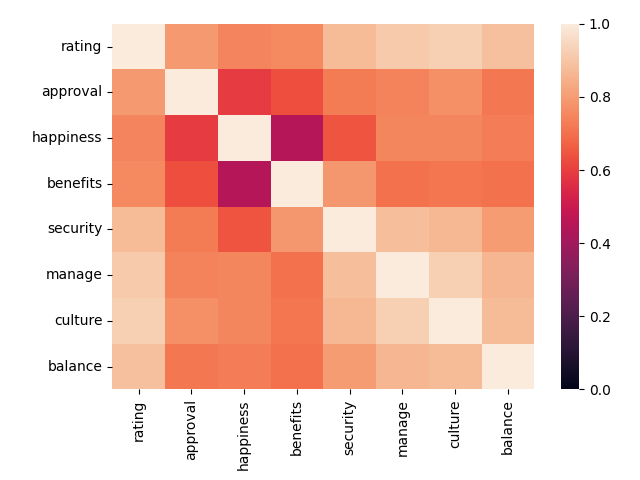 rating
approval
happiness
benefits
security
manage
culture
balance
rating
approval
happiness
benefits
security
manage
culture
balance
1.0
0.8
0.6
0.4
0.2
0.0